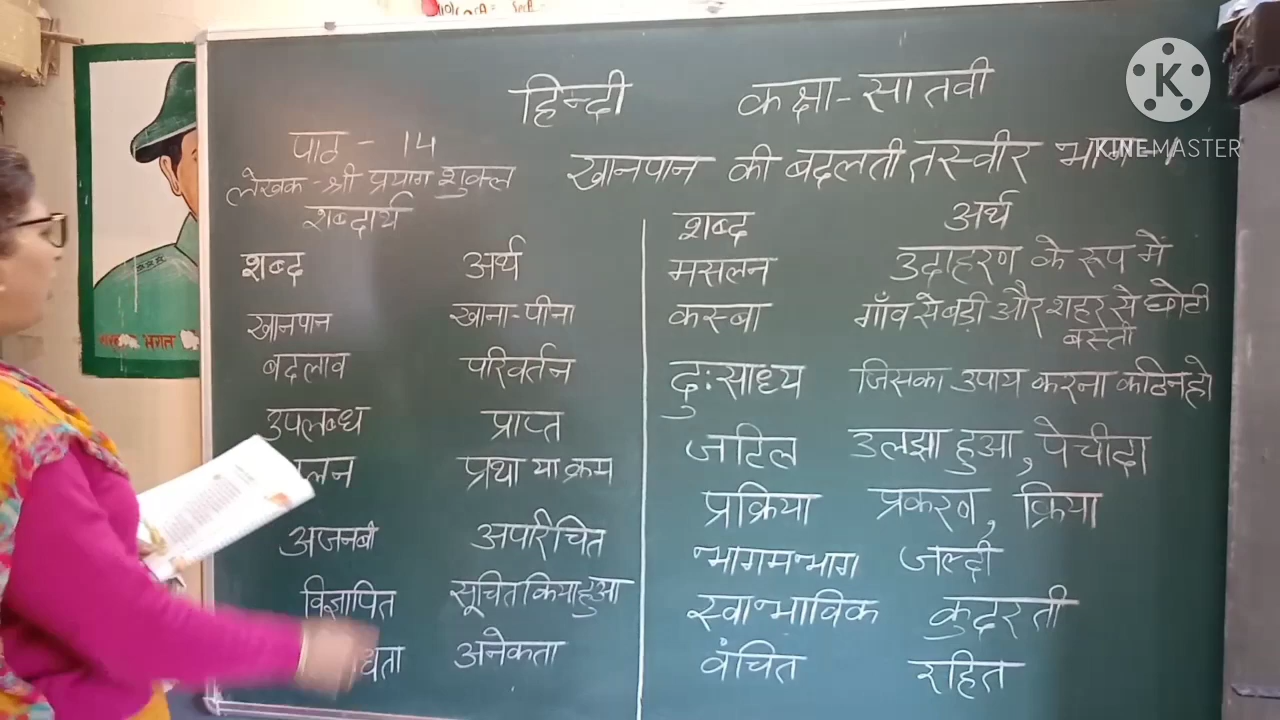 हिन्दी कक्षा - सातवी
पाठ - 14
लेखक - श्री प्रयाग शुक्ल खानपान की बदलती तस्वीर भाग - 1
शब्दार्थ
शब्द अर्थ
खानपान खाना-पीना
बदलाव परिवर्तन
उपलब्ध प्राप्त
लन प्रथा या क्रम
अजनबी अपरिचित
विज्ञापित सूचित किया हुआ
अनेकता
शब्द अर्थ
मसलन उदाहरण के रूप में
कस्बा गाँव से बड़ी और शहर से छोटी
बस्ती
दुःसाध्य जिसका उपाय करना कठिन हो
जटिल उलझा हुआ, पेचीदा
प्रक्रिया प्रकरण, क्रिया
भागमभाग जल्दी
स्वाभाविक कुदरती
वंचित रहित
K
KINEMASTER